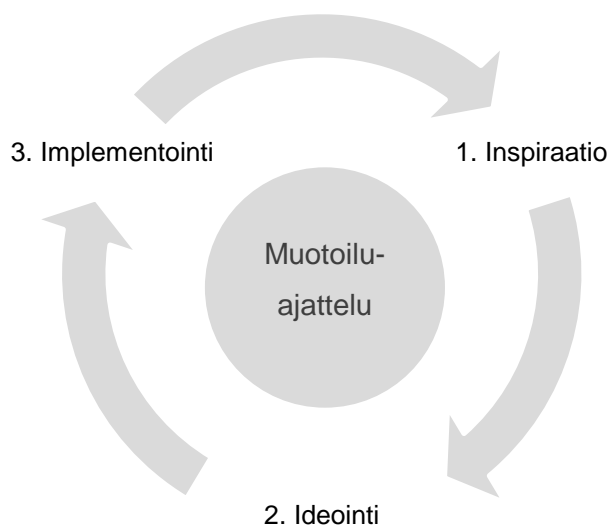 3. Implementointi
1. Inspiraatio
Muotoilu-
ajattelu
2. Ideointi